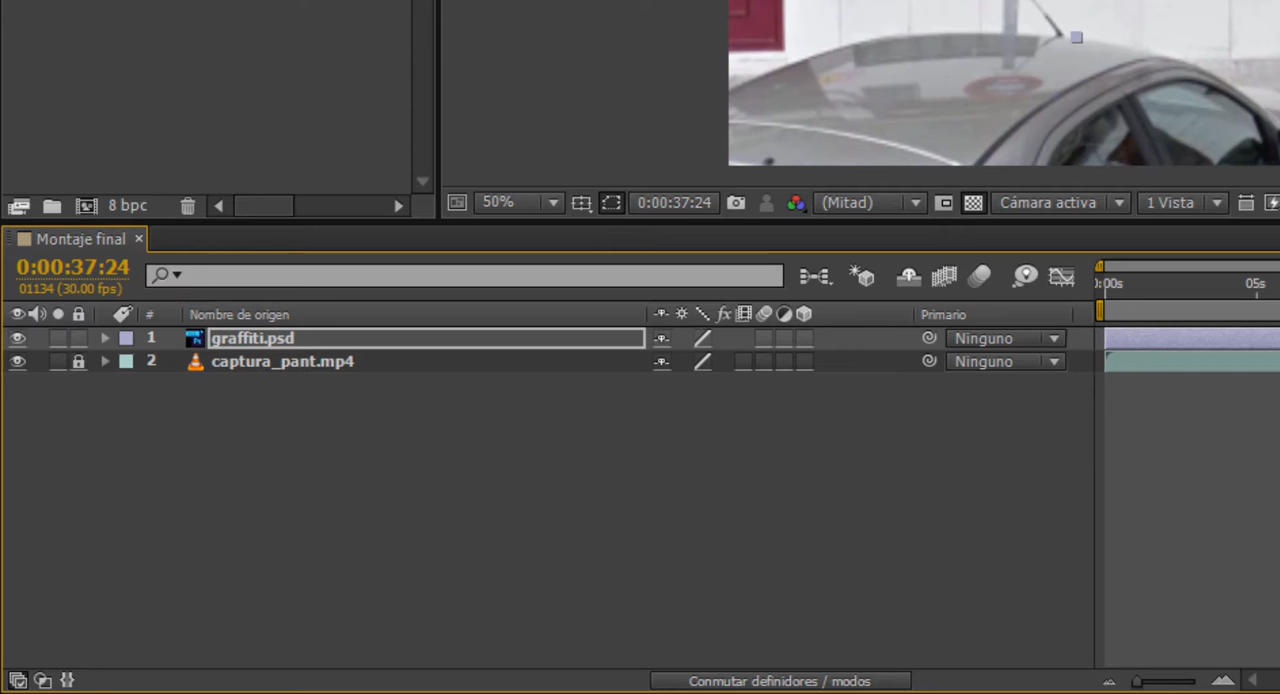 8 bpc
50%
0:00:37:24
(Mitad)
Cámara activa
1 Vista
Montaje final ×
0:00:37:24
01134 (30.00 fps)
0:00s
05s
#
Nombre de origen
fx
Primario
1
Ps
graffiti.psd
Ninguno
2
captura_pant.mp4
Ninguno
Conmutar definidores / modos